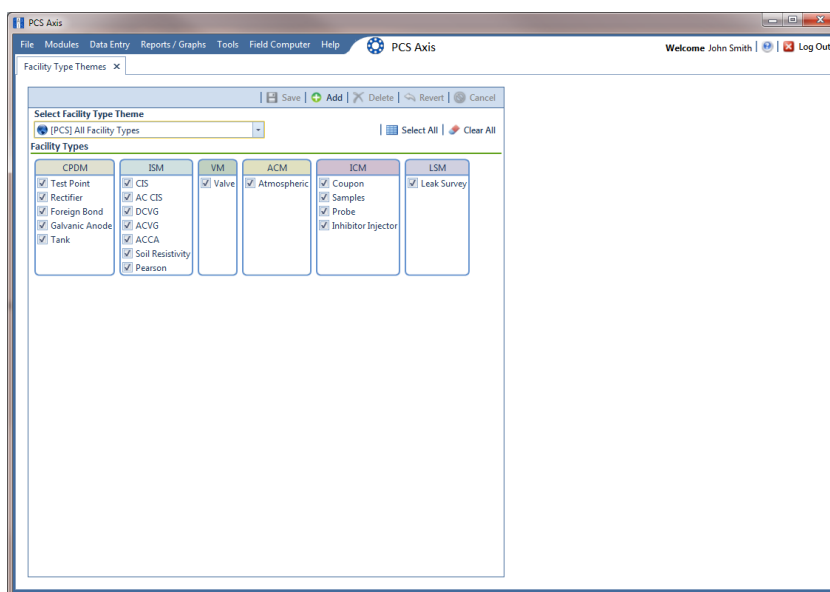 PCS Axis
File Modules Data Entry Reports / Graphs Tools Field Computer Help PCS Axis Welcome John Smith | ? | Log Out
Facility Type Themes X
| Save | Add | Delete | Revert | Cancel
Select Facility Type Theme
[PCS] All Facility Types | Select All | Clear All
Facility Types
CPDM ISM VM ACM ICM LSM
Test Point CIS Valve Atmospheric Coupon Leak Survey
Rectifier AC CIS Samples
Foreign Bond DCVG Probe
Galvanic Anode ACVG Inhibitor Injector
Tank ACCA
Soil Resistivity
Pearson